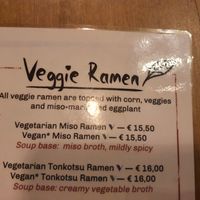 Veggie Ramen
All veggie ramen are topped with corn, veggies
and miso-marinated eggplant
Vegetarian Miso Ramen V — € 15,50
Vegan* Miso Ramen V — € 15,50
Soup base: miso broth, mildly spicy
Vegetarian Tonkotsu Ramen V — € 16,00
Vegan* Tonkotsu Ramen V — € 16,00
Soup base: creamy vegetable broth